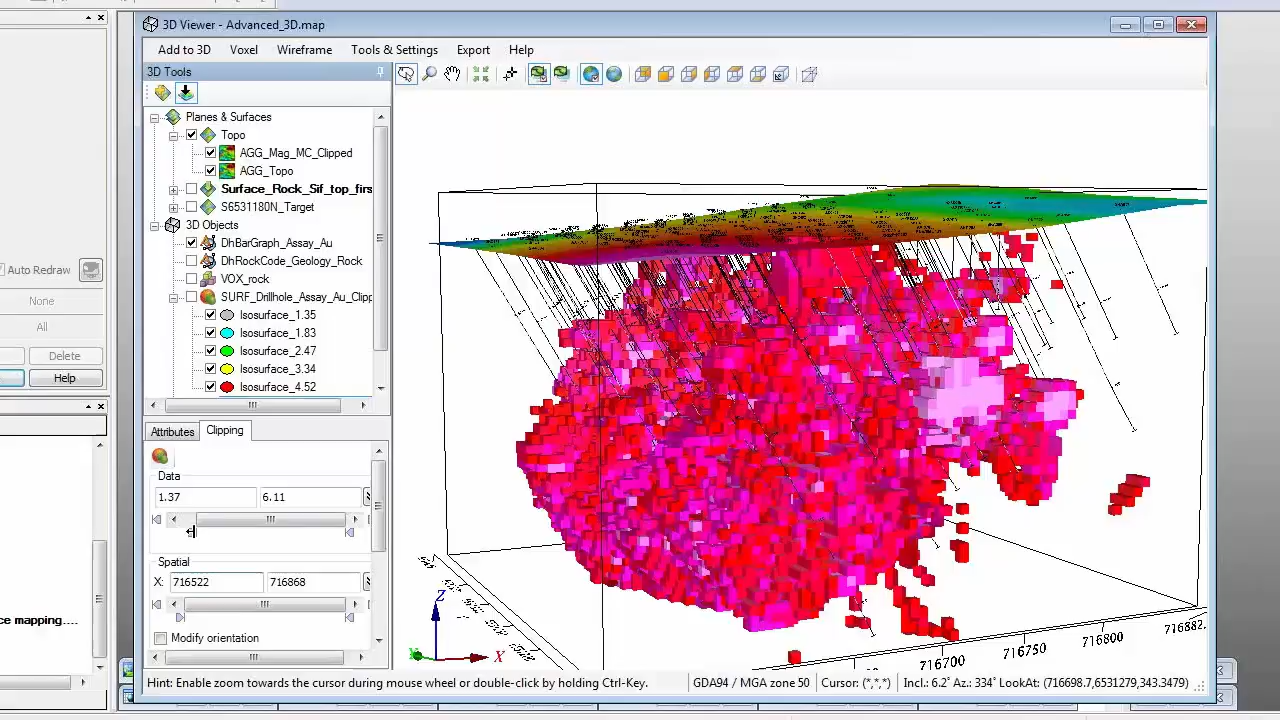 3D Viewer - Advanced_3D.map
Add to 3D Voxel Wireframe Tools & Settings Export Help
3D Tools
Planes & Surfaces
Topo
AGG_Mag_MC_Clipped
AGG_Topo
Surface_Rock_Sif_top_firs
S6531180N_Target
3D Objects
DhBarGraph_Assay_Au
DhRockCode_Geology_Rock
VOX_rock
SURF_Drillhole_Assay_Au_Clipp
Isosurface_1.35
Isosurface_1.83
Isosurface_2.47
Isosurface_3.34
Isosurface_4.52
Auto Redraw
None
All
Delete
Help
Attributes Clipping
Data
1.37 6.11
Spatial
X: 716522 716868
Modify orientation
ce mapping....
Z
X
716700 716750 716800 716882.
Hint: Enable zoom towards the cursor during mouse wheel or double-click by holding Ctrl-Key.
GDA94 / MGA zone 50 Cursor: (*,*,*) Incl.: 6.2° Az.: 334° LookAt: (716698.7,6531279,343.3479)